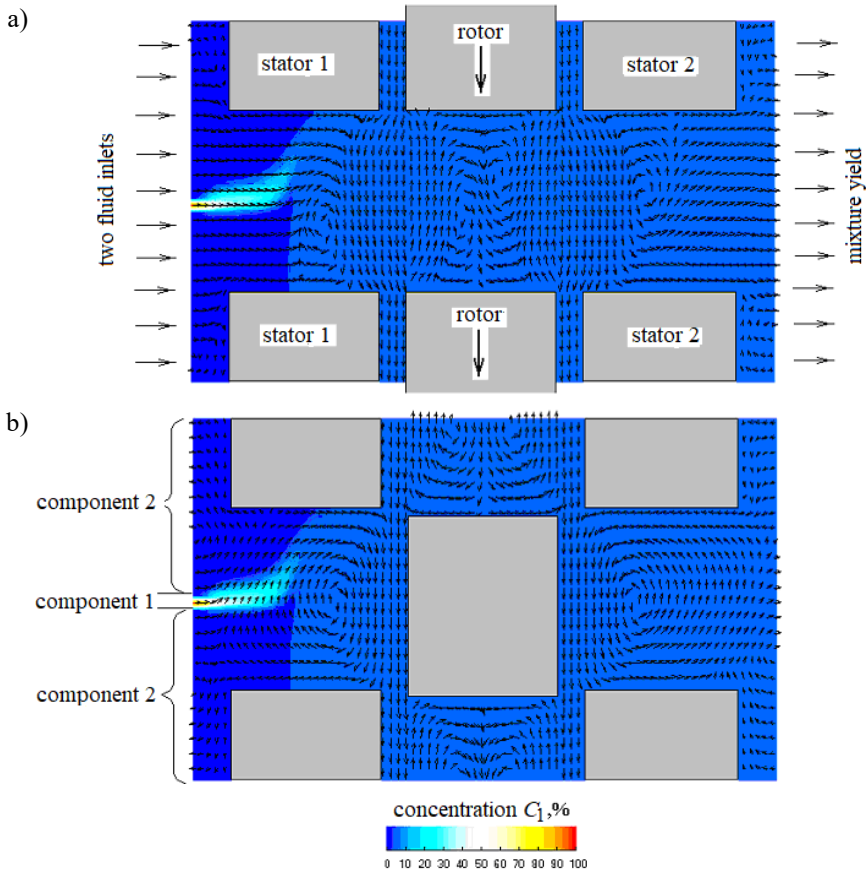 a)
rotor
stator 1
stator 2
two fluid inlets
mixture yield
rotor
stator 1
stator 2
b)
component 2
component 1
component 2
concentration C1,%
0 10 20 30 40 50 60 70 80 90 100